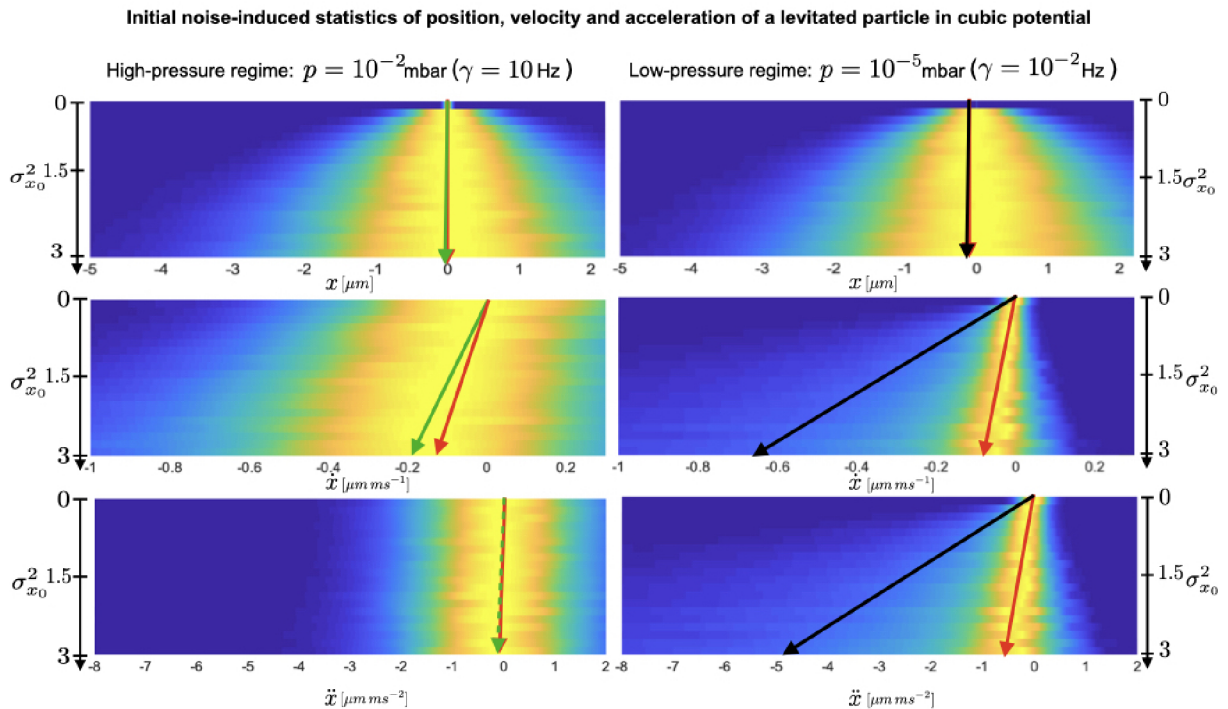 Initial noise-induced statistics of position, velocity and acceleration of a levitated particle in cubic potential
High-pressure regime: p = 10⁻² mbar (γ = 10 Hz )
Low-pressure regime: p = 10⁻⁵ mbar (γ = 10⁻² Hz )
0
σ²ₓ₀ 1.5
3
-5 -4 -3 -2 -1 0 1 2
x [μm]
0
1.5 σ²ₓ₀
3
-5 -4 -3 -2 -1 0 1 2
x [μm]
0
σ²ₓ₀ 1.5
3
-1 -0.8 -0.6 -0.4 -0.2 0 0.2
ẋ [μm ms⁻¹]
0
1.5 σ²ₓ₀
3
-1 -0.8 -0.6 -0.4 -0.2 0 0.2
ẋ [μm ms⁻¹]
0
σ²ₓ₀ 1.5
3
-8 -7 -6 -5 -4 -3 -2 -1 0 1 2
ẍ [μm ms⁻²]
0
1.5 σ²ₓ₀
3
-8 -7 -6 -5 -4 -3 -2 -1 0 1 2
ẍ [μm ms⁻²]